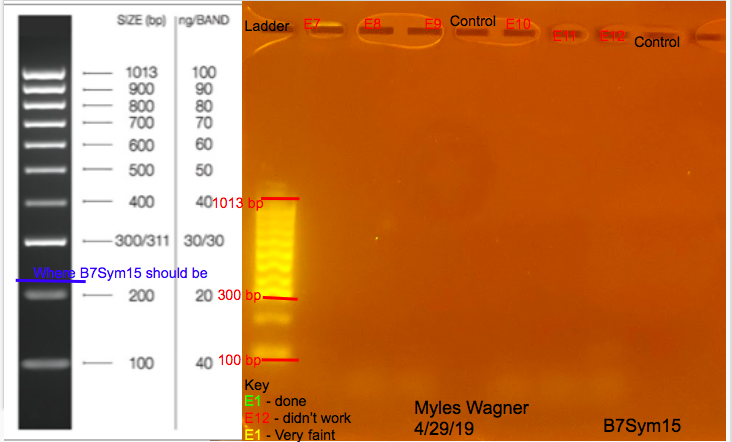 SIZE (bp) ng/BAND
1013 100
900 90
800 80
700 70
600 60
500 50
400 40
300/311 30/30
Where B7Sym15 should be
200 20
100 40
Ladder E7 E8 E9 Control E10 E11 E12 Control
1013 bp
300 bp
100 bp
Key
E1 - done
E12 - didn't work
E1 - Very faint
Myles Wagner
4/29/19
B7Sym15